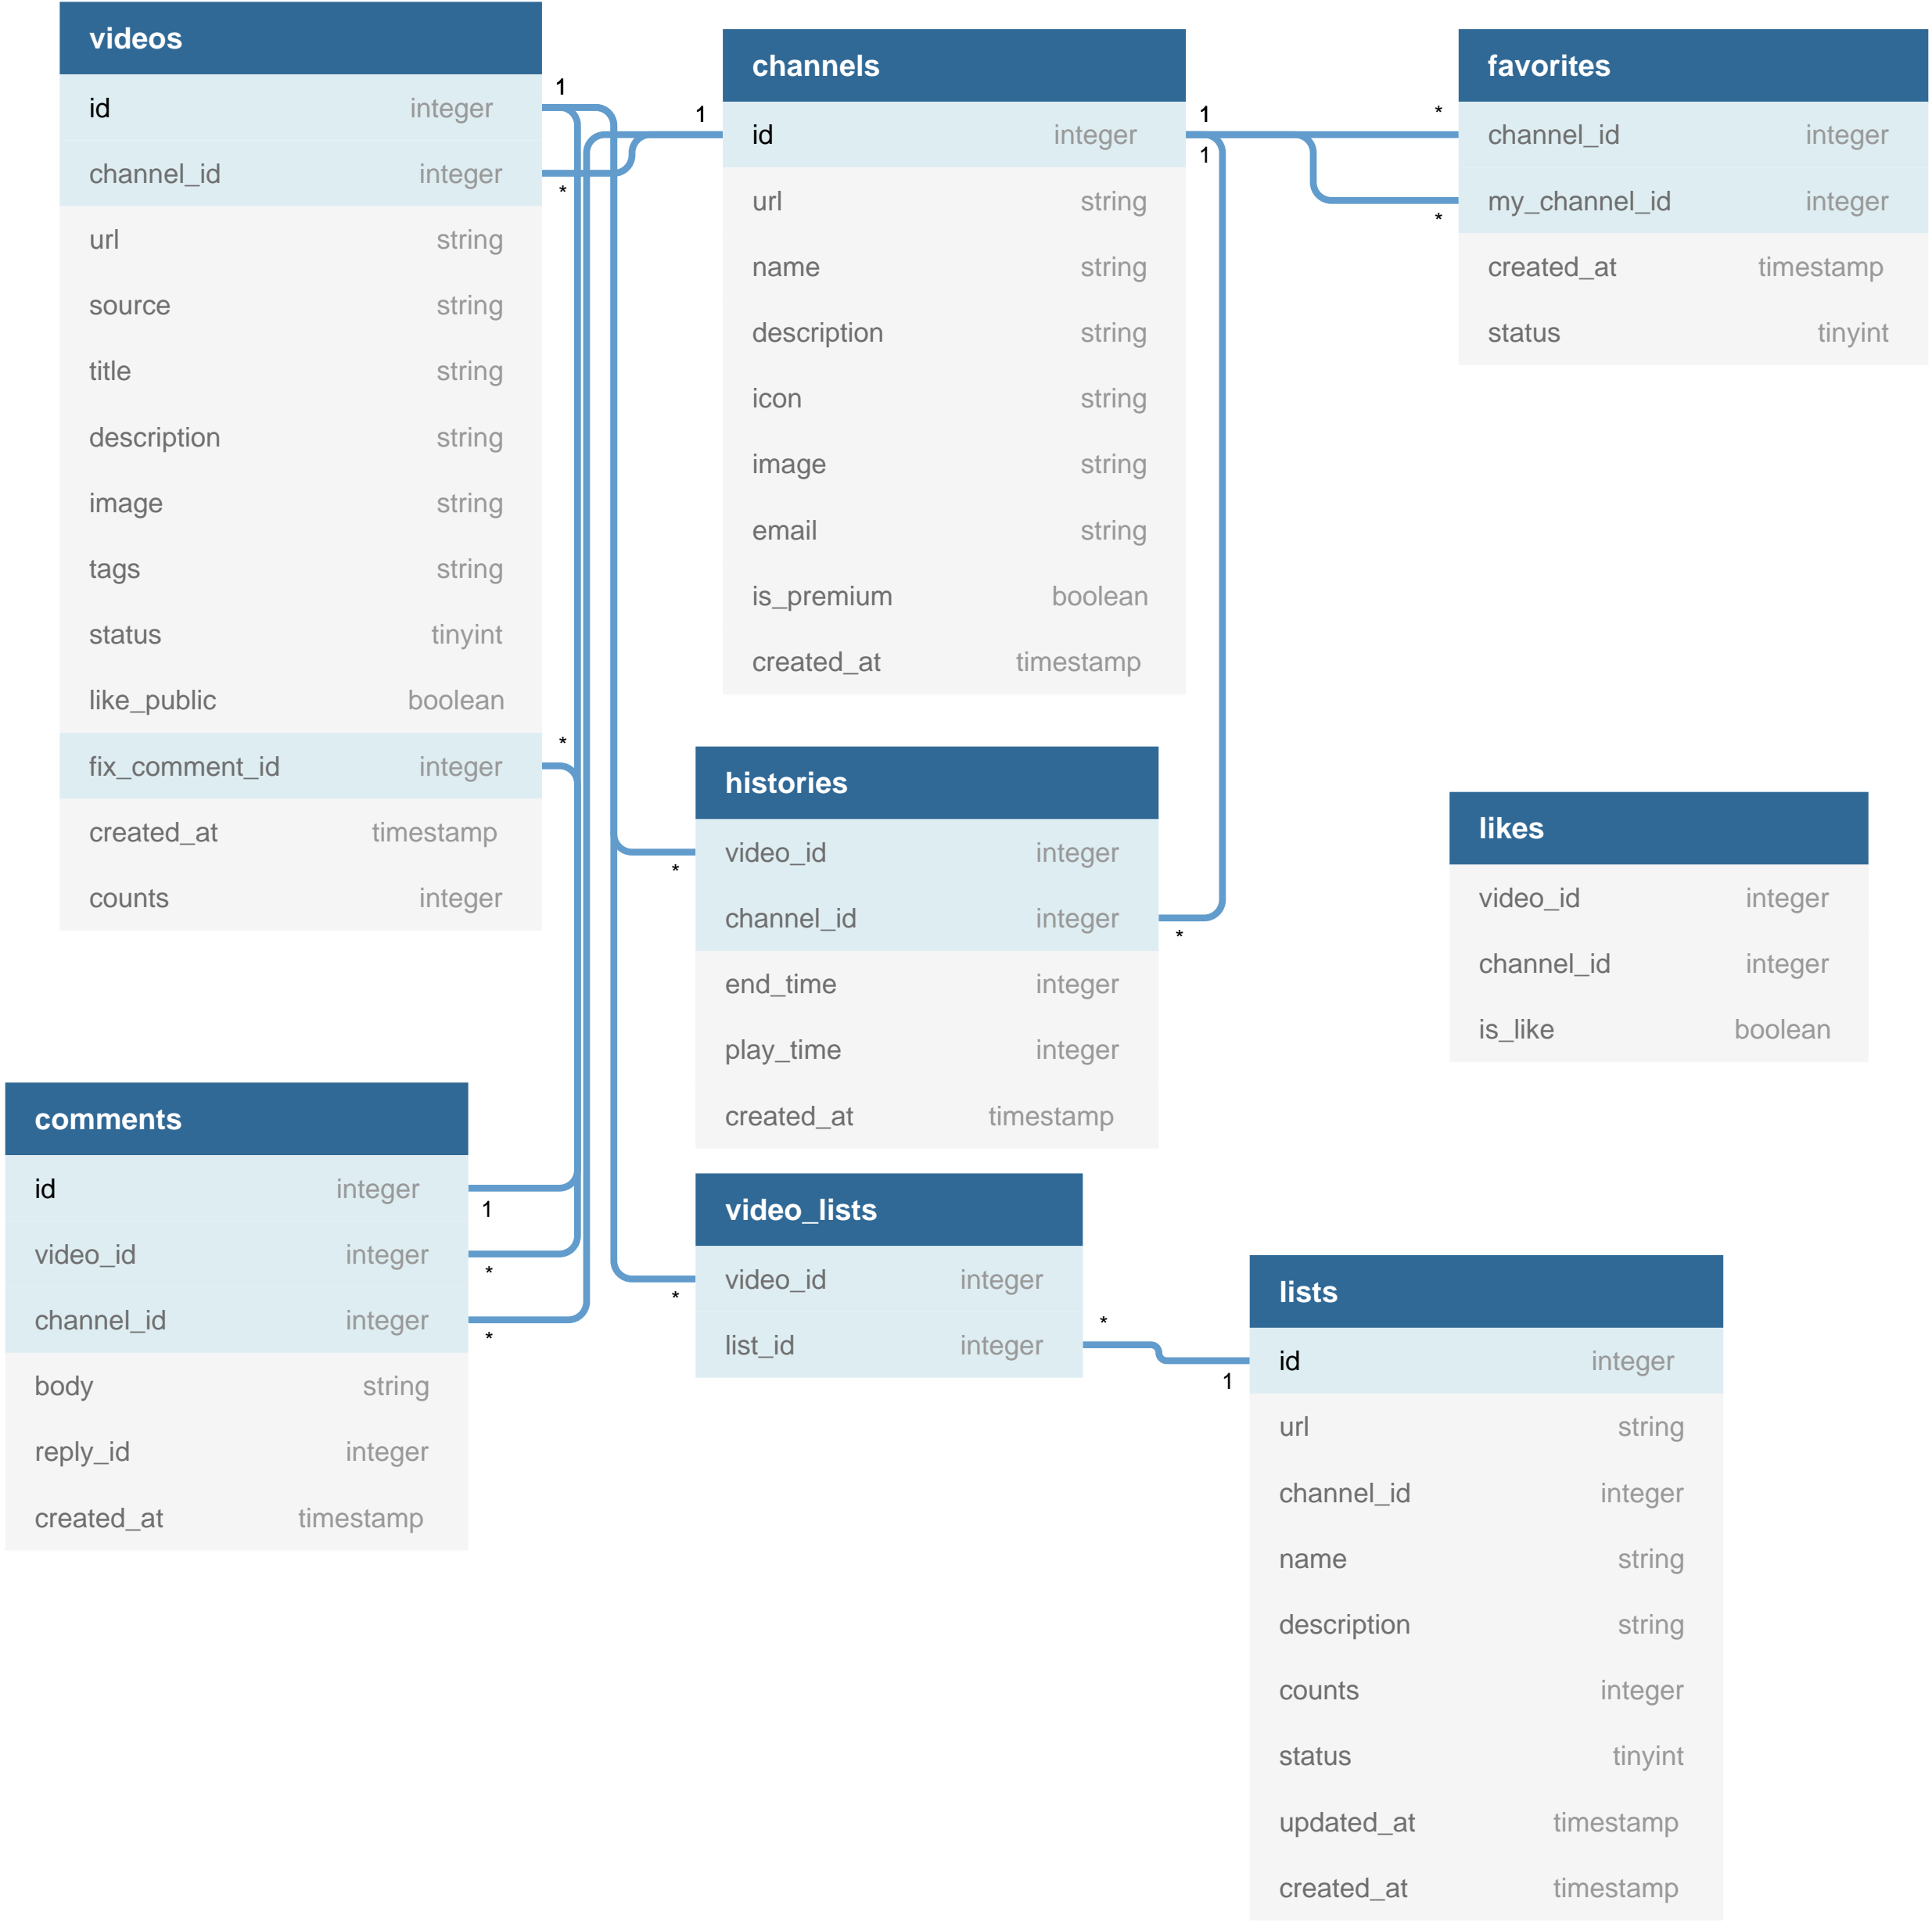 videos
id integer
channel_id integer
url string
source string
title string
description string
image string
tags string
status tinyint
like_public boolean
fix_comment_id integer
created_at timestamp
counts integer
1
*
*
channels
id integer
url string
name string
description string
icon string
image string
email string
is_premium boolean
created_at timestamp
1
1
1
favorites
channel_id integer
my_channel_id integer
created_at timestamp
status tinyint
*
*
histories
video_id integer
channel_id integer
end_time integer
play_time integer
created_at timestamp
*
*
likes
video_id integer
channel_id integer
is_like boolean
comments
id integer
video_id integer
channel_id integer
body string
reply_id integer
created_at timestamp
1
*
*
video_lists
video_id integer
list_id integer
*
*
lists
id integer
url string
channel_id integer
name string
description string
counts integer
status tinyint
updated_at timestamp
created_at timestamp
1